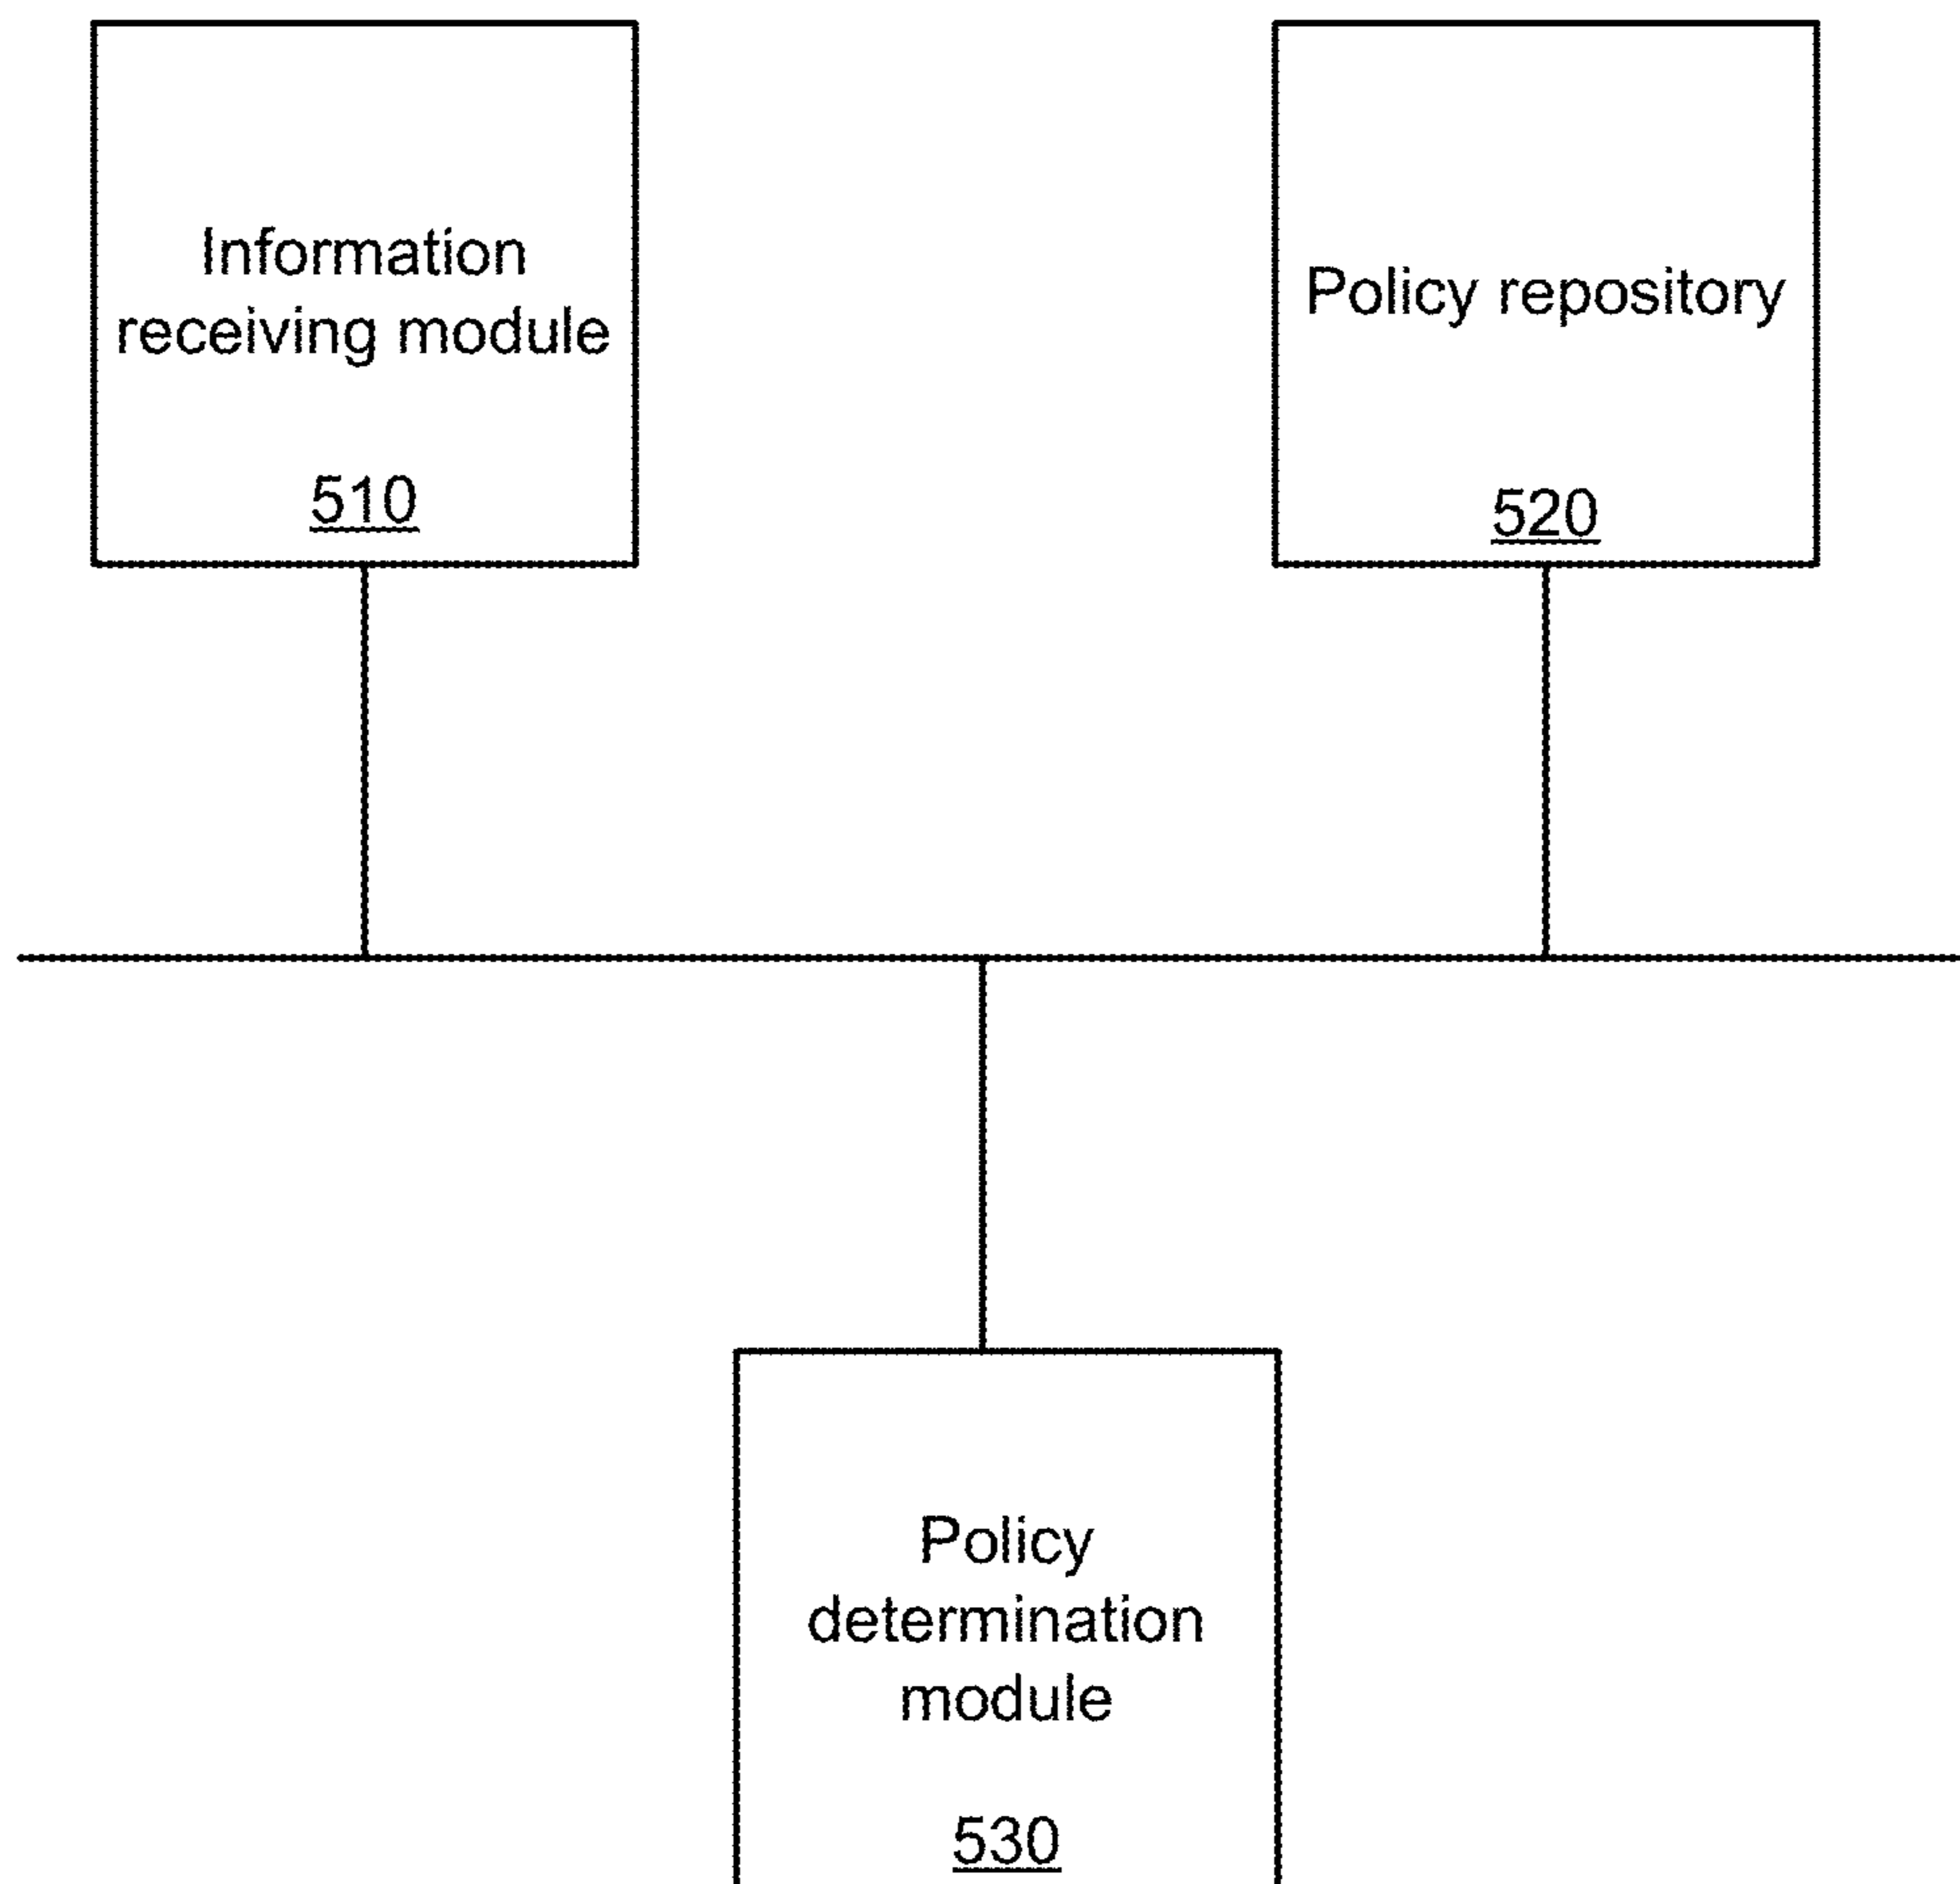 Information
receiving module
510
Policy repository
520
Policy
determination
module
530